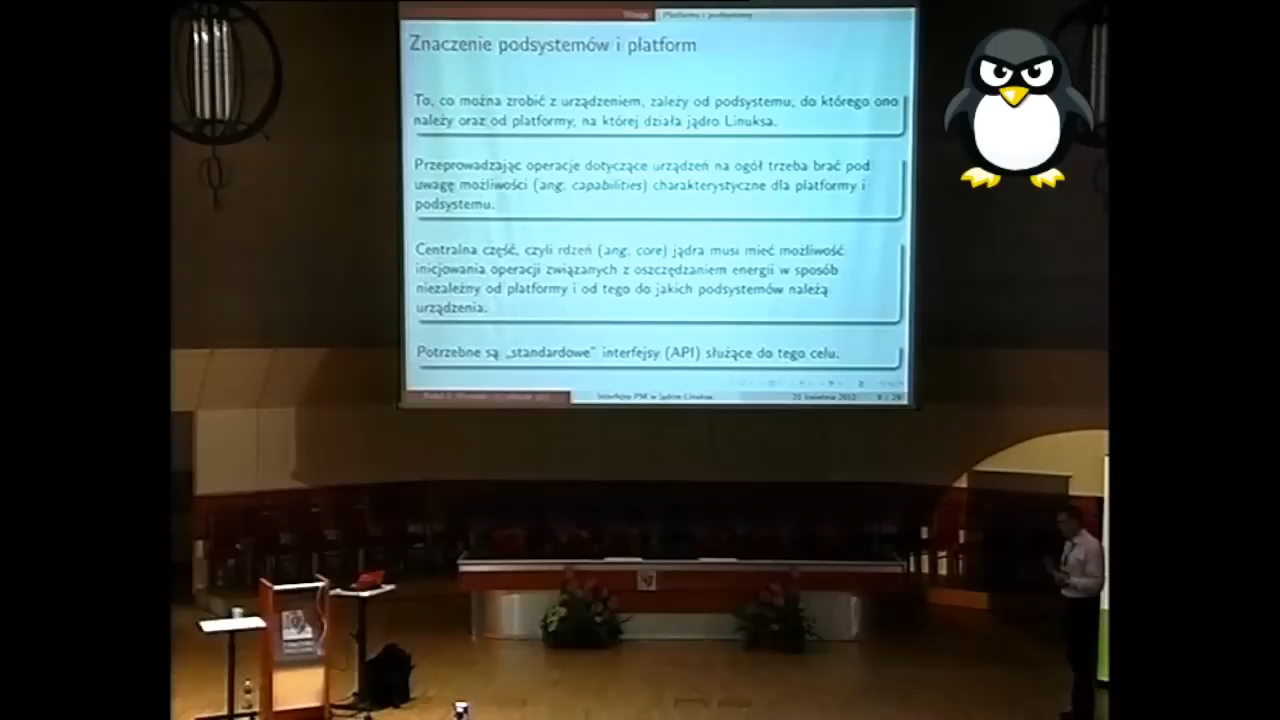 Platformy i podsystemy
Znaczenie podsystemów i platform
To, co można zrobić z urządzeniem, zależy od podsystemu, do którego ono
należy oraz od platformy, na której działa jądro Linuksa.
Przeprowadzając operacje dotyczące urządzeń na ogół trzeba brać pod
uwagę możliwości (ang. capabilities) charakterystyczne dla platformy i
podsystemu.
Centralna część, czyli rdzeń (ang. core) jądra musi mieć możliwość
inicjowania operacji związanych z oszczędzaniem energii w sposób
niezależny od platformy i od tego do jakich podsystemów należą
urządzenia.
Potrzebne są „standardowe” interfejsy (API) służące do tego celu.
Interfejsy PM w jądrze Linuksa
kwietnia 2012